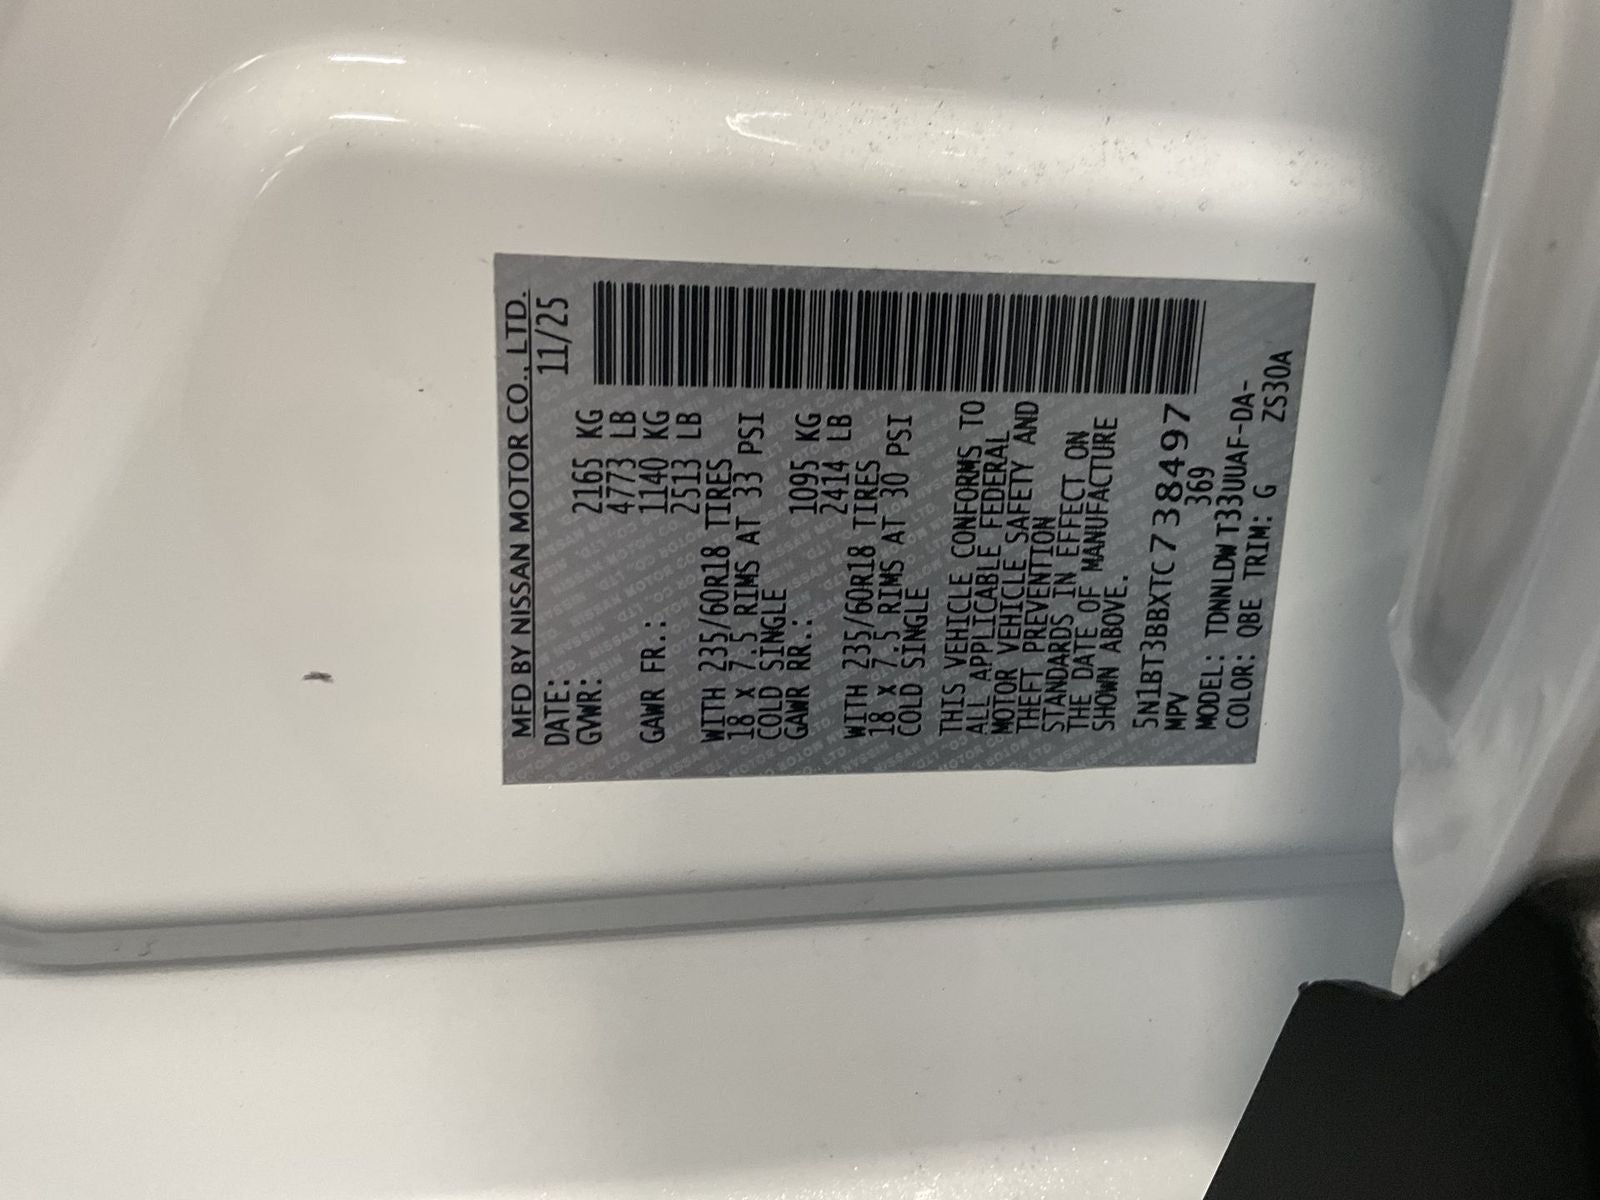 MFD BY NISSAN MOTOR CO., LTD.
DATE: 11/25
GVWR: 2165 KG
4773 LB
GAWR FR.: 1140 KG
2513 LB
WITH 235/60R18 TIRES
18 X 7.5 RIMS AT 33 PSI
COLD SINGLE
GAWR RR.: 1095 KG
2414 LB
WITH 235/60R18 TIRES
18 X 7.5 RIMS AT 30 PSI
COLD SINGLE
THIS VEHICLE CONFORMS TO
ALL APPLICABLE FEDERAL
MOTOR VEHICLE SAFETY AND
THEFT PREVENTION
STANDARDS IN EFFECT ON
THE DATE OF MANUFACTURE
SHOWN ABOVE.
5N1BT3BBXTC738497
MPV 369
MODEL: TDNNLDWT33UUAF-DA-
COLOR: QBE TRIM: G ZS30A